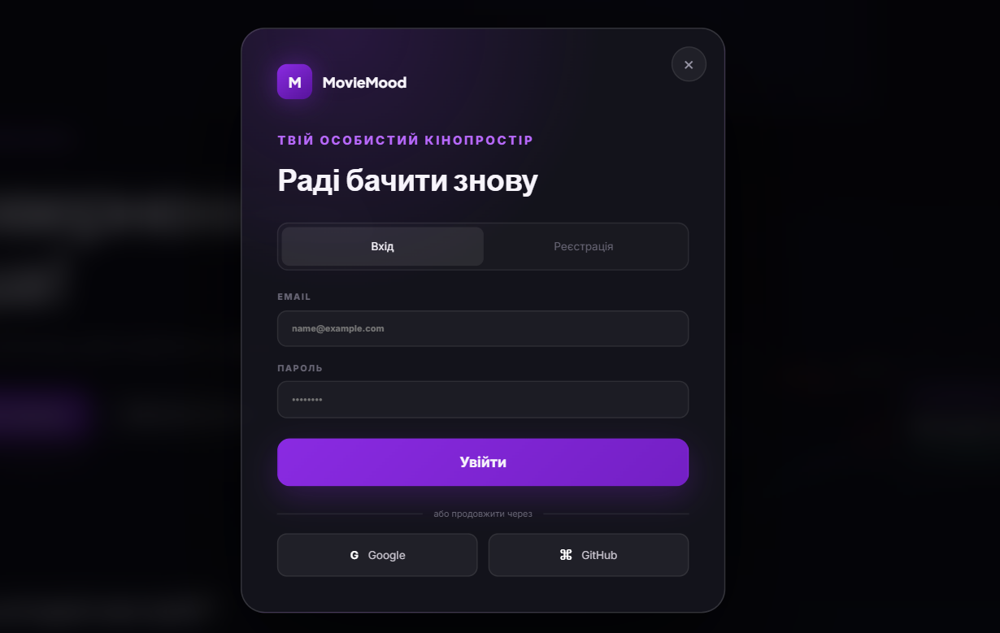 M MovieMood
ТВІЙ ОСОБИСТИЙ КІНОПРОСТІР
Раді бачити знову
Вхід Реєстрація
EMAIL
name@example.com
ПАРОЛЬ
••••••••
Увійти
або продовжити через
G Google ⌘ GitHub